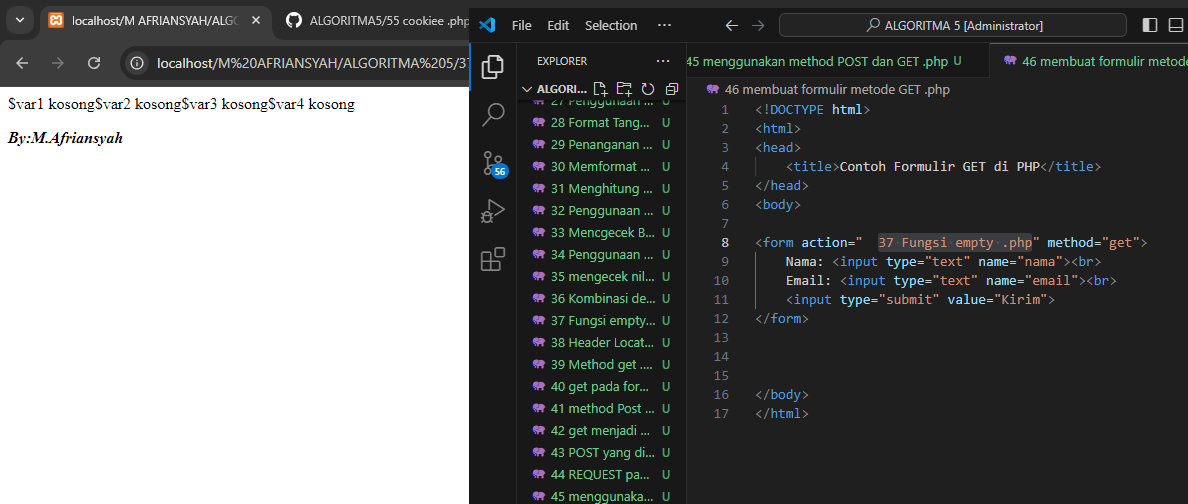 localhost/M AFRIANSYAH/ALGO
ALGORITMA5/55 cookiee .php
localhost/M%20AFRIANSYAH/ALGORITMA%205/37
$var1 kosong$var2 kosong$var3 kosong$var4 kosong
By:M.Afriansyah
File Edit Selection ···
ALGORITMA 5 [Administrator]
EXPLORER ···
ALGORI...
56
27 Penggunaan ... U
28 Format Tang... U
29 Penanganan ... U
30 Memformat ... U
31 Menghitung ... U
32 Penggunaan ... U
33 Mencgecek B... U
34 Penggunaan ... U
35 mengecek nil... U
36 Kombinasi de... U
37 Fungsi empty... U
38 Header Locat... U
39 Method get .... U
40 get pada for... U
41 method Post ... U
42 get menjadi ... U
43 POST yang di... U
44 REQUEST pa... U
45 menggunaka... U
45 menggunakan method POST dan GET .php U
46 membuat formulir metode
46 membuat formulir metode GET .php
1 <!DOCTYPE html>
2 <html>
3 <head>
4 <title>Contoh Formulir GET di PHP</title>
5 </head>
6 <body>
7
8 <form action="  37 Fungsi empty .php" method="get">
9 Nama: <input type="text" name="nama"><br>
10 Email: <input type="text" name="email"><br>
11 <input type="submit" value="Kirim">
12 </form>
13
14
15
16 </body>
17 </html>